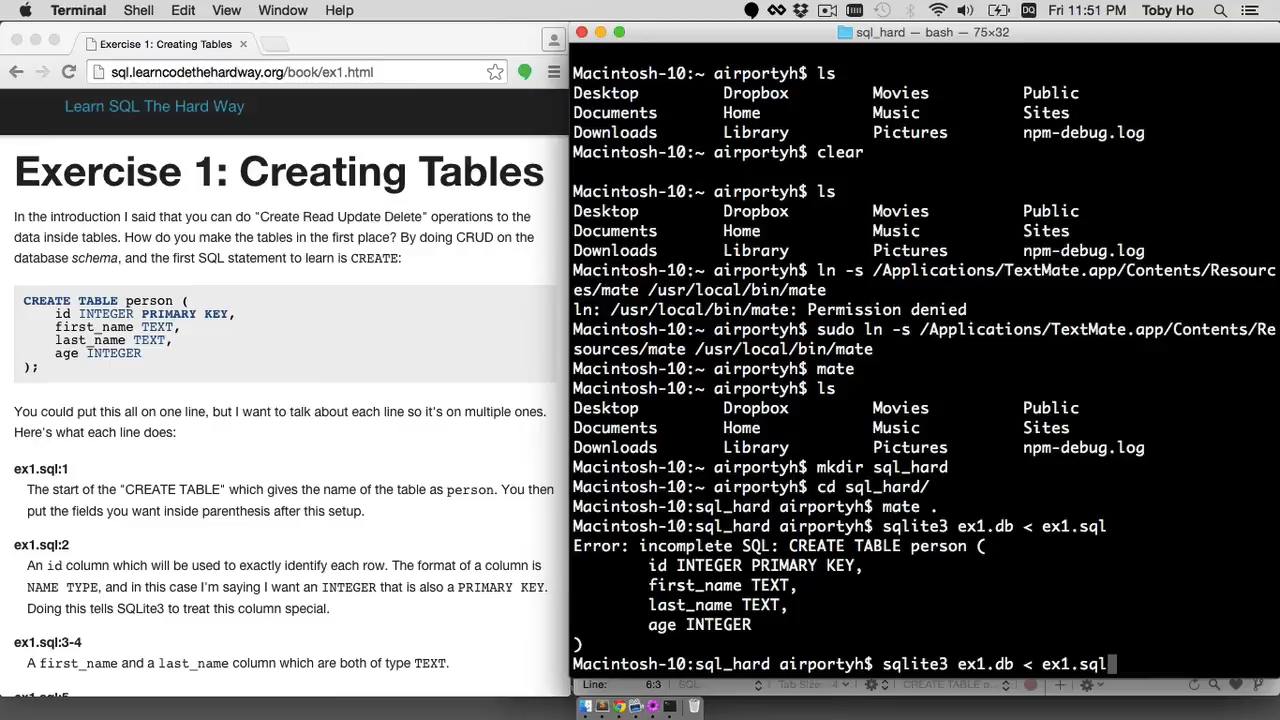 Terminal Shell Edit View Window Help Fri 11:51 PM Toby Ho
Exercise 1: Creating Tables
sql.learncodethehardway.org/book/ex1.html
Learn SQL The Hard Way
Exercise 1: Creating Tables
In the introduction I said that you can do "Create Read Update Delete" operations to the
data inside tables. How do you make the tables in the first place? By doing CRUD on the
database schema, and the first SQL statement to learn is CREATE:
CREATE TABLE person (
id INTEGER PRIMARY KEY,
first_name TEXT,
last_name TEXT,
age INTEGER
);
You could put this all on one line, but I want to talk about each line so it's on multiple ones.
Here's what each line does:
ex1.sql:1
The start of the "CREATE TABLE" which gives the name of the table as person. You then
put the fields you want inside parenthesis after this setup.
ex1.sql:2
An id column which will be used to exactly identify each row. The format of a column is
NAME TYPE, and in this case I'm saying I want an INTEGER that is also a PRIMARY KEY.
Doing this tells SQLite3 to treat this column special.
ex1.sql:3-4
A first_name and a last_name column which are both of type TEXT.
sql_hard — bash — 75×32
Macintosh-10:~ airportyh$ ls
Desktop Dropbox Movies Public
Documents Home Music Sites
Downloads Library Pictures npm-debug.log
Macintosh-10:~ airportyh$ clear
Macintosh-10:~ airportyh$ ls
Desktop Dropbox Movies Public
Documents Home Music Sites
Downloads Library Pictures npm-debug.log
Macintosh-10:~ airportyh$ ln -s /Applications/TextMate.app/Contents/Resourc
es/mate /usr/local/bin/mate
ln: /usr/local/bin/mate: Permission denied
Macintosh-10:~ airportyh$ sudo ln -s /Applications/TextMate.app/Contents/Re
sources/mate /usr/local/bin/mate
Macintosh-10:~ airportyh$ mate
Macintosh-10:~ airportyh$ ls
Desktop Dropbox Movies Public
Documents Home Music Sites
Downloads Library Pictures npm-debug.log
Macintosh-10:~ airportyh$ mkdir sql_hard
Macintosh-10:~ airportyh$ cd sql_hard/
Macintosh-10:sql_hard airportyh$ mate .
Macintosh-10:sql_hard airportyh$ sqlite3 ex1.db < ex1.sql
Error: incomplete SQL: CREATE TABLE person (
id INTEGER PRIMARY KEY,
first_name TEXT,
last_name TEXT,
age INTEGER
)
Macintosh-10:sql_hard airportyh$ sqlite3 ex1.db < ex1.sql
Line: 6:3 SQL Tab Size: 4 CREATE TABLE p